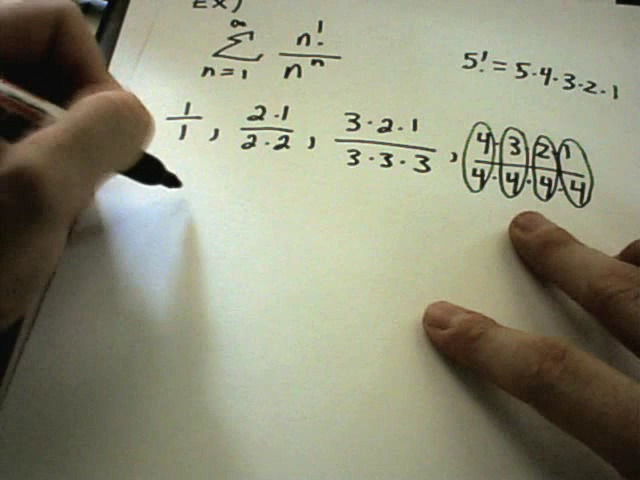 Ex)
∞
∑ n!/n^n
n=1
5! = 5·4·3·2·1
1/1, 2·1/2·2, 3·2·1/3·3·3, 4·3·2·1/4·4·4·4